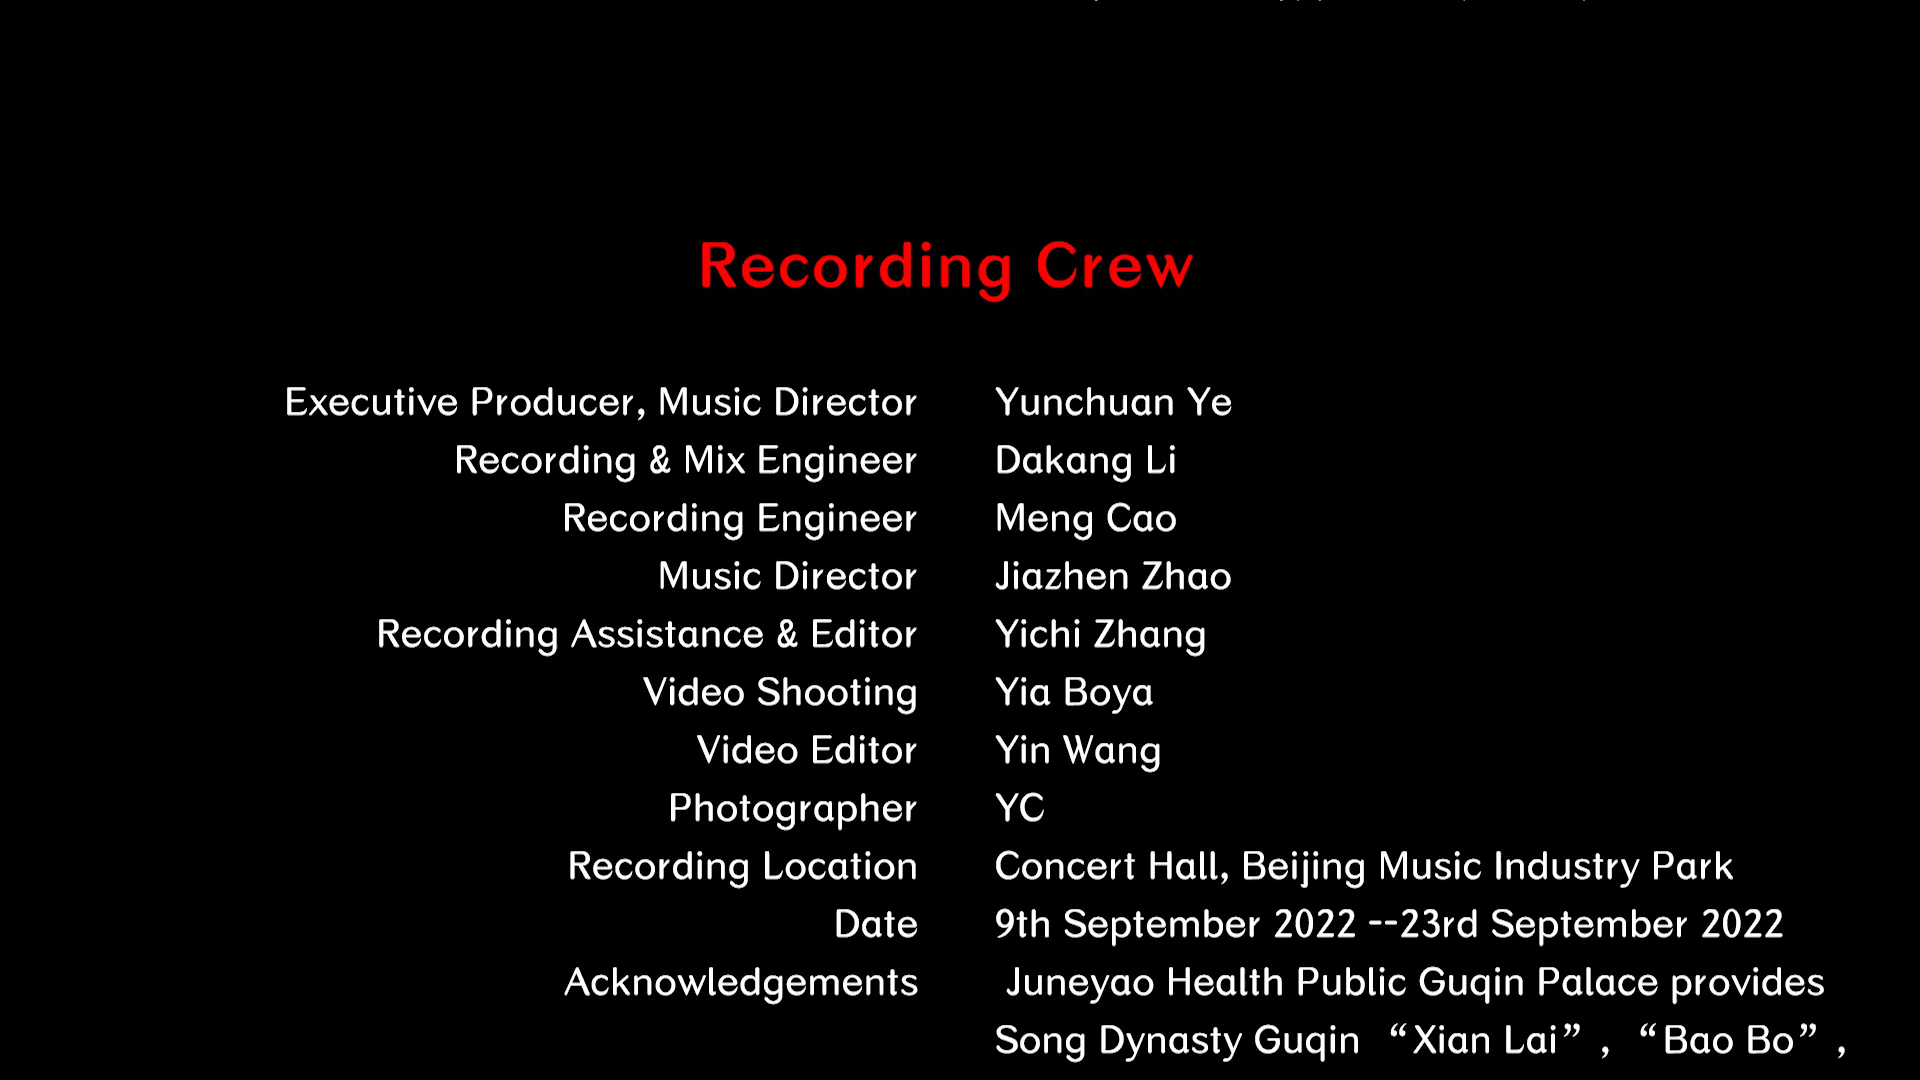 Recording Crew
Executive Producer, Music Director Yunchuan Ye
Recording & Mix Engineer Dakang Li
Recording Engineer Meng Cao
Music Director Jiazhen Zhao
Recording Assistance & Editor Yichi Zhang
Video Shooting Yia Boya
Video Editor Yin Wang
Photographer YC
Recording Location Concert Hall, Beijing Music Industry Park
Date 9th September 2022 --23rd September 2022
Acknowledgements Juneyao Health Public Guqin Palace provides
Song Dynasty Guqin “Xian Lai” , “Bao Bo” ,